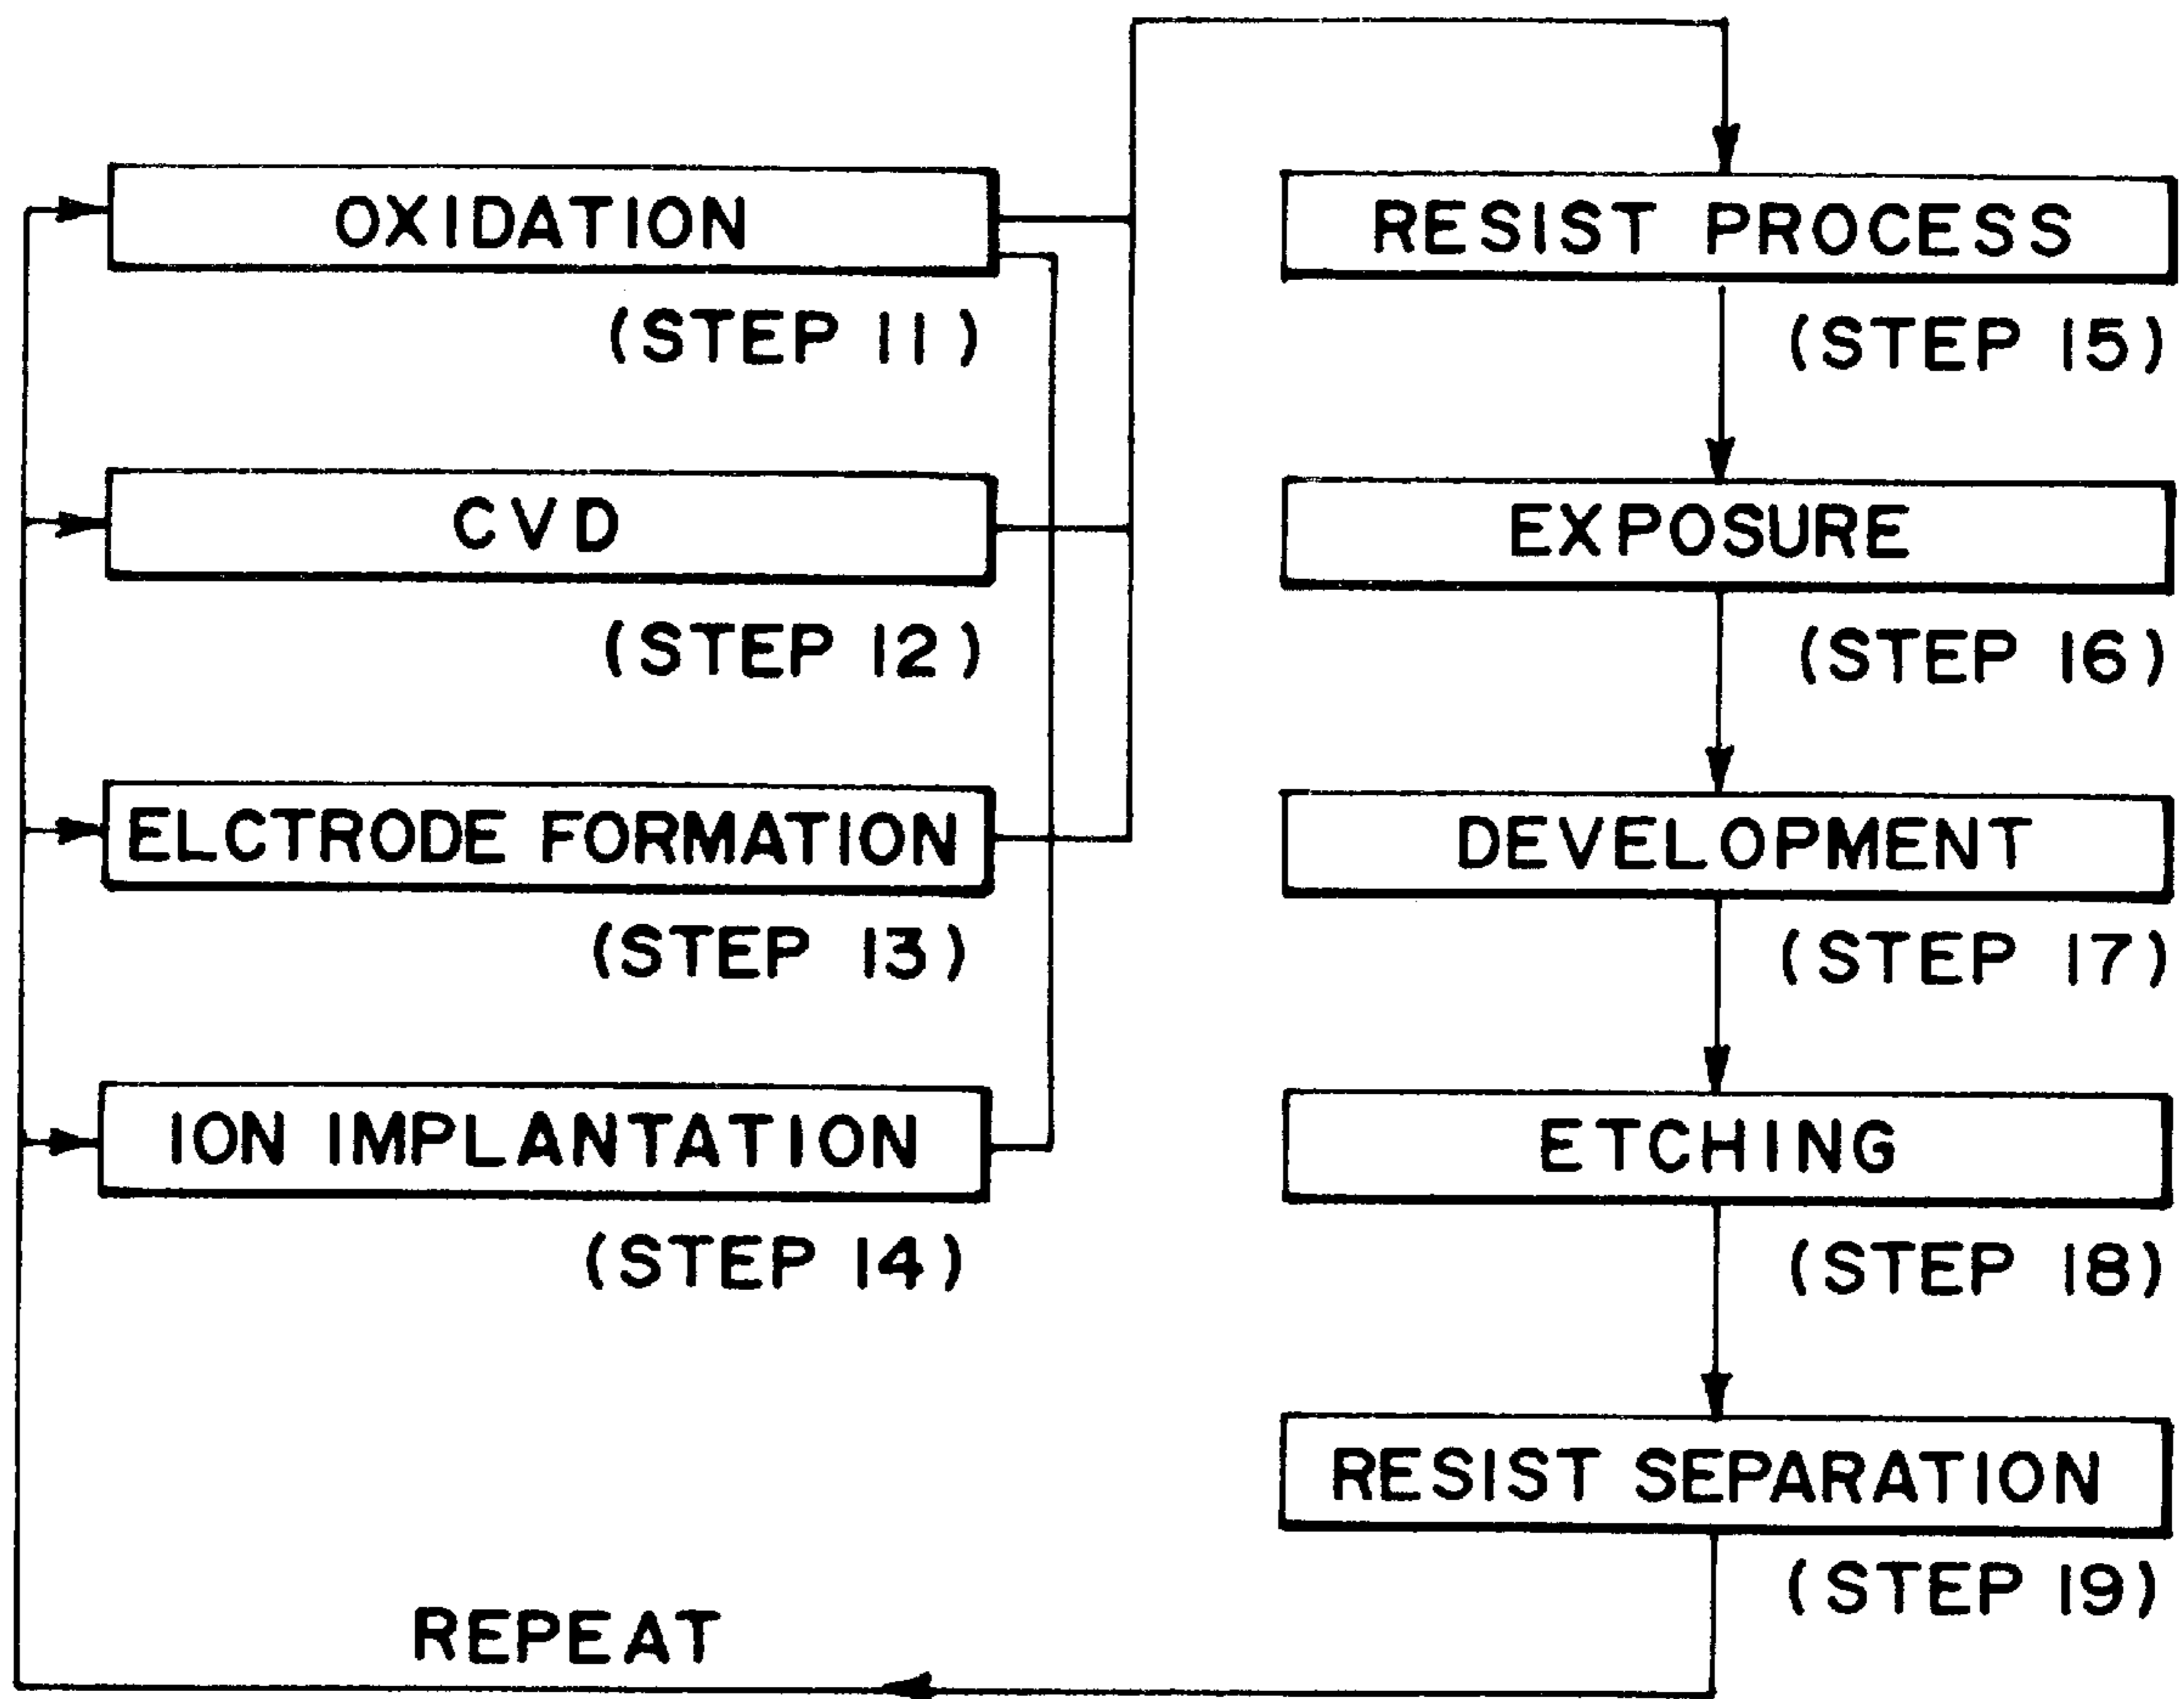 OXIDATION
(STEP 11)
CVD
(STEP 12)
ELCTRODE FORMATION
(STEP 13)
ION IMPLANTATION
(STEP 14)
REPEAT
RESIST PROCESS
(STEP 15)
EXPOSURE
(STEP 16)
DEVELOPMENT
(STEP 17)
ETCHING
(STEP 18)
RESIST SEPARATION
(STEP 19)